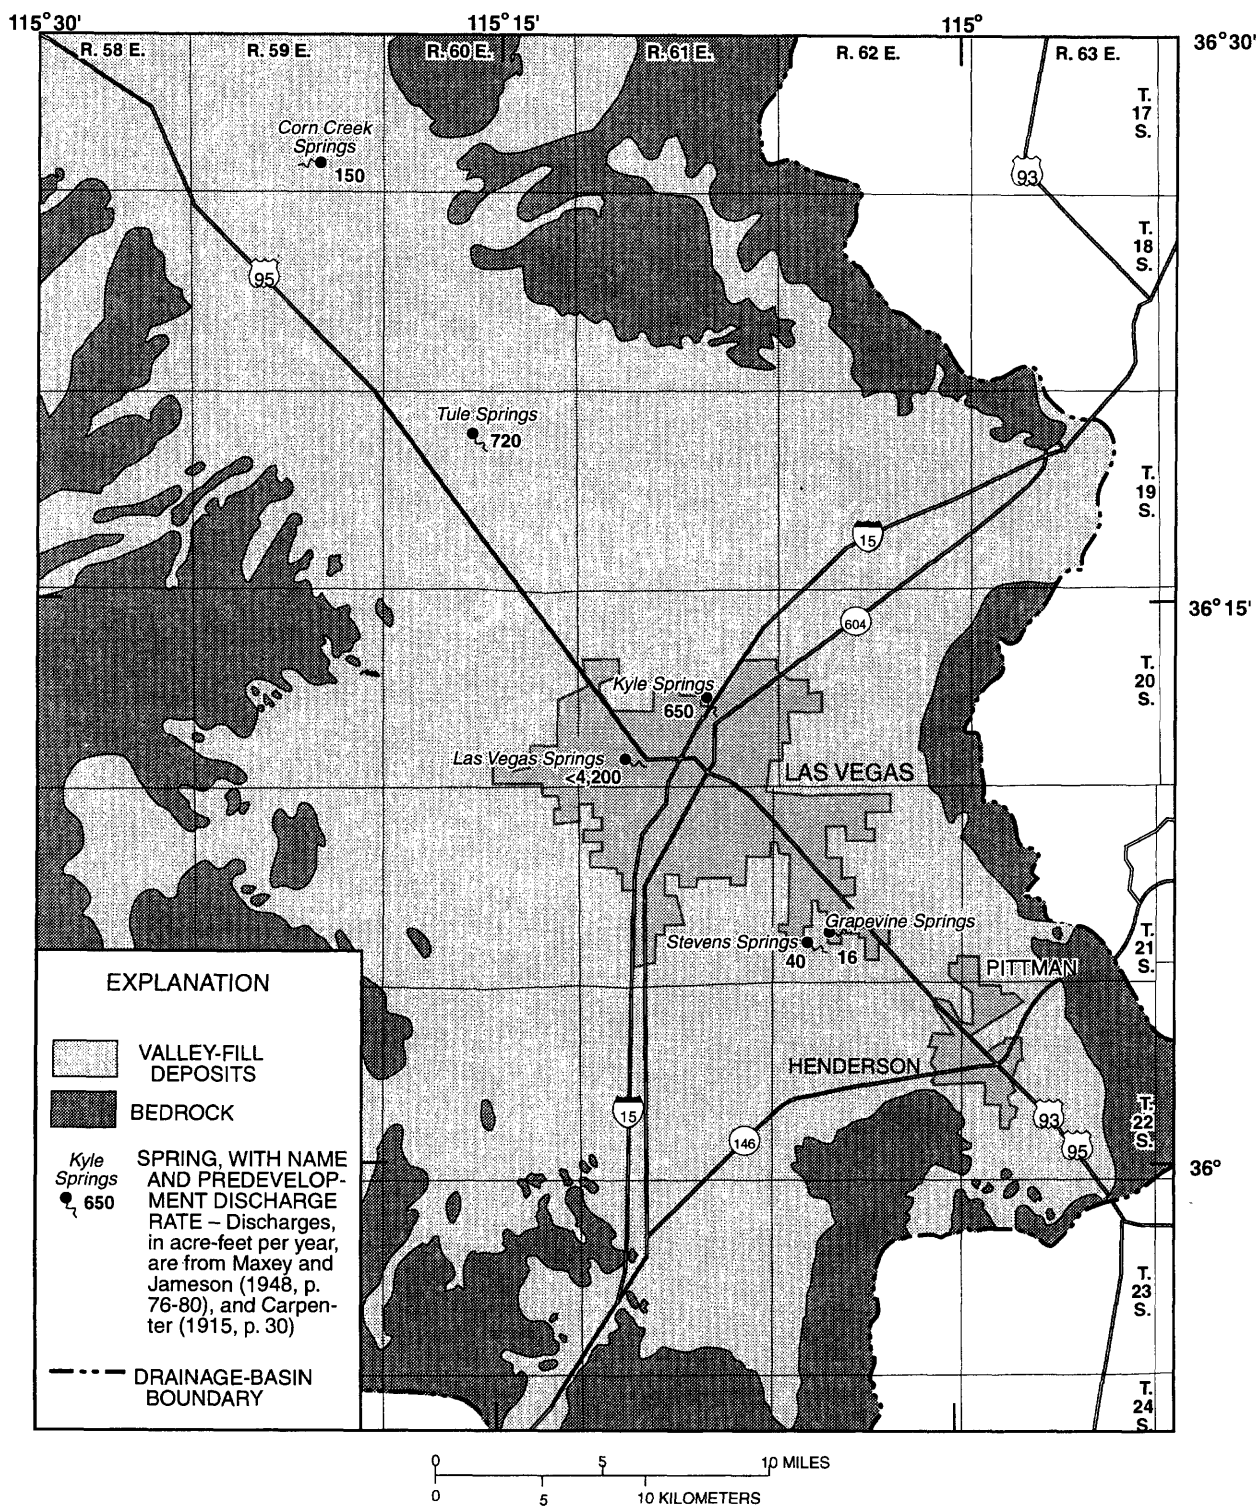 115°30'
115°15'
115°
R. 58 E.
R. 59 E.
R. 60 E.
R. 61 E.
R. 62 E.
R. 63 E.
36°30'
T.
17
S.
Corn Creek
Springs
150
93
T.
18
S.
95
Tule Springs
720
T.
19
S.
15
36°15'
604
T.
20
S.
Kyle Springs
650
Las Vegas Springs
<4,200
LAS VEGAS
Grapevine Springs
Stevens Springs
40
16
T.
21
S.
PITTMAN
HENDERSON
15
146
93
95
T.
22
S.
36°
T.
23
S.
T.
24
S.
EXPLANATION
VALLEY-FILL
DEPOSITS
BEDROCK
Kyle
Springs
650
SPRING, WITH NAME
AND PREDEVELOP-
MENT DISCHARGE
RATE – Discharges,
in acre-feet per year,
are from Maxey and
Jameson (1948, p.
76-80), and Carpen-
ter (1915, p. 30)
DRAINAGE-BASIN
BOUNDARY
0 5 10 MILES
0 5 10 KILOMETERS